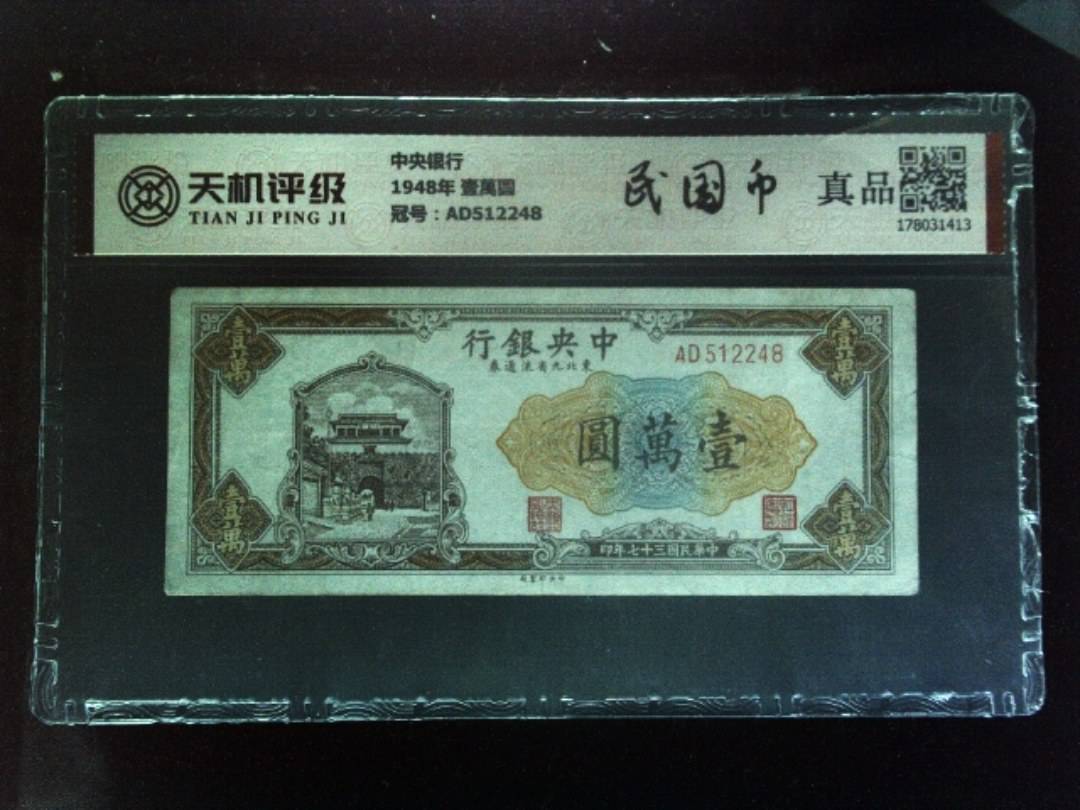 天机评级
TIAN JI PING JI
中央银行
1948年 壹萬圆
冠号：AD512248
民国币
真品
178031413
壹萬
壹萬
行銀央中
AD512248
券通流省九北東
圓萬壹
壹萬
壹萬
印年七十三國民華中